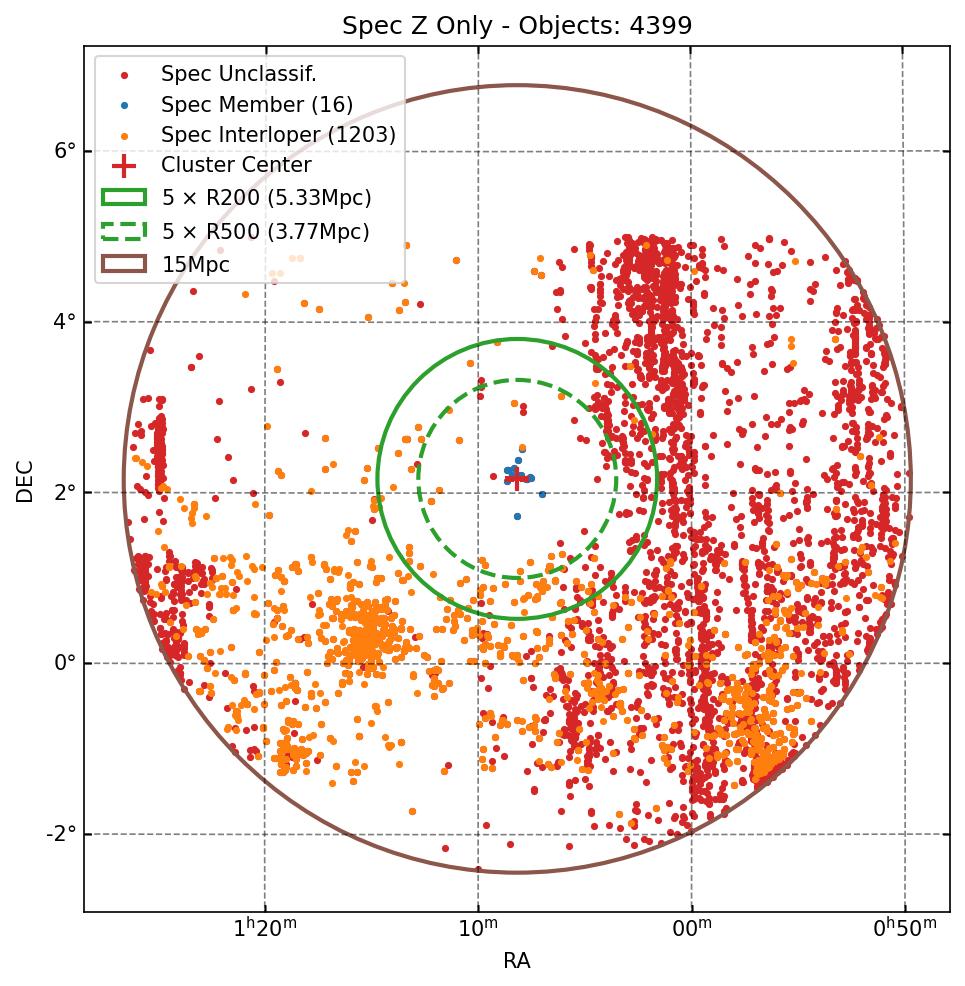 Spec Z Only - Objects: 4399
Spec Unclassif.
Spec Member (16)
Spec Interloper (1203)
Cluster Center
5 × R200 (5.33Mpc)
5 × R500 (3.77Mpc)
15Mpc
6°
4°
2°
0°
-2°
DEC
1ʰ20ᵐ
10ᵐ
00ᵐ
0ʰ50ᵐ
RA